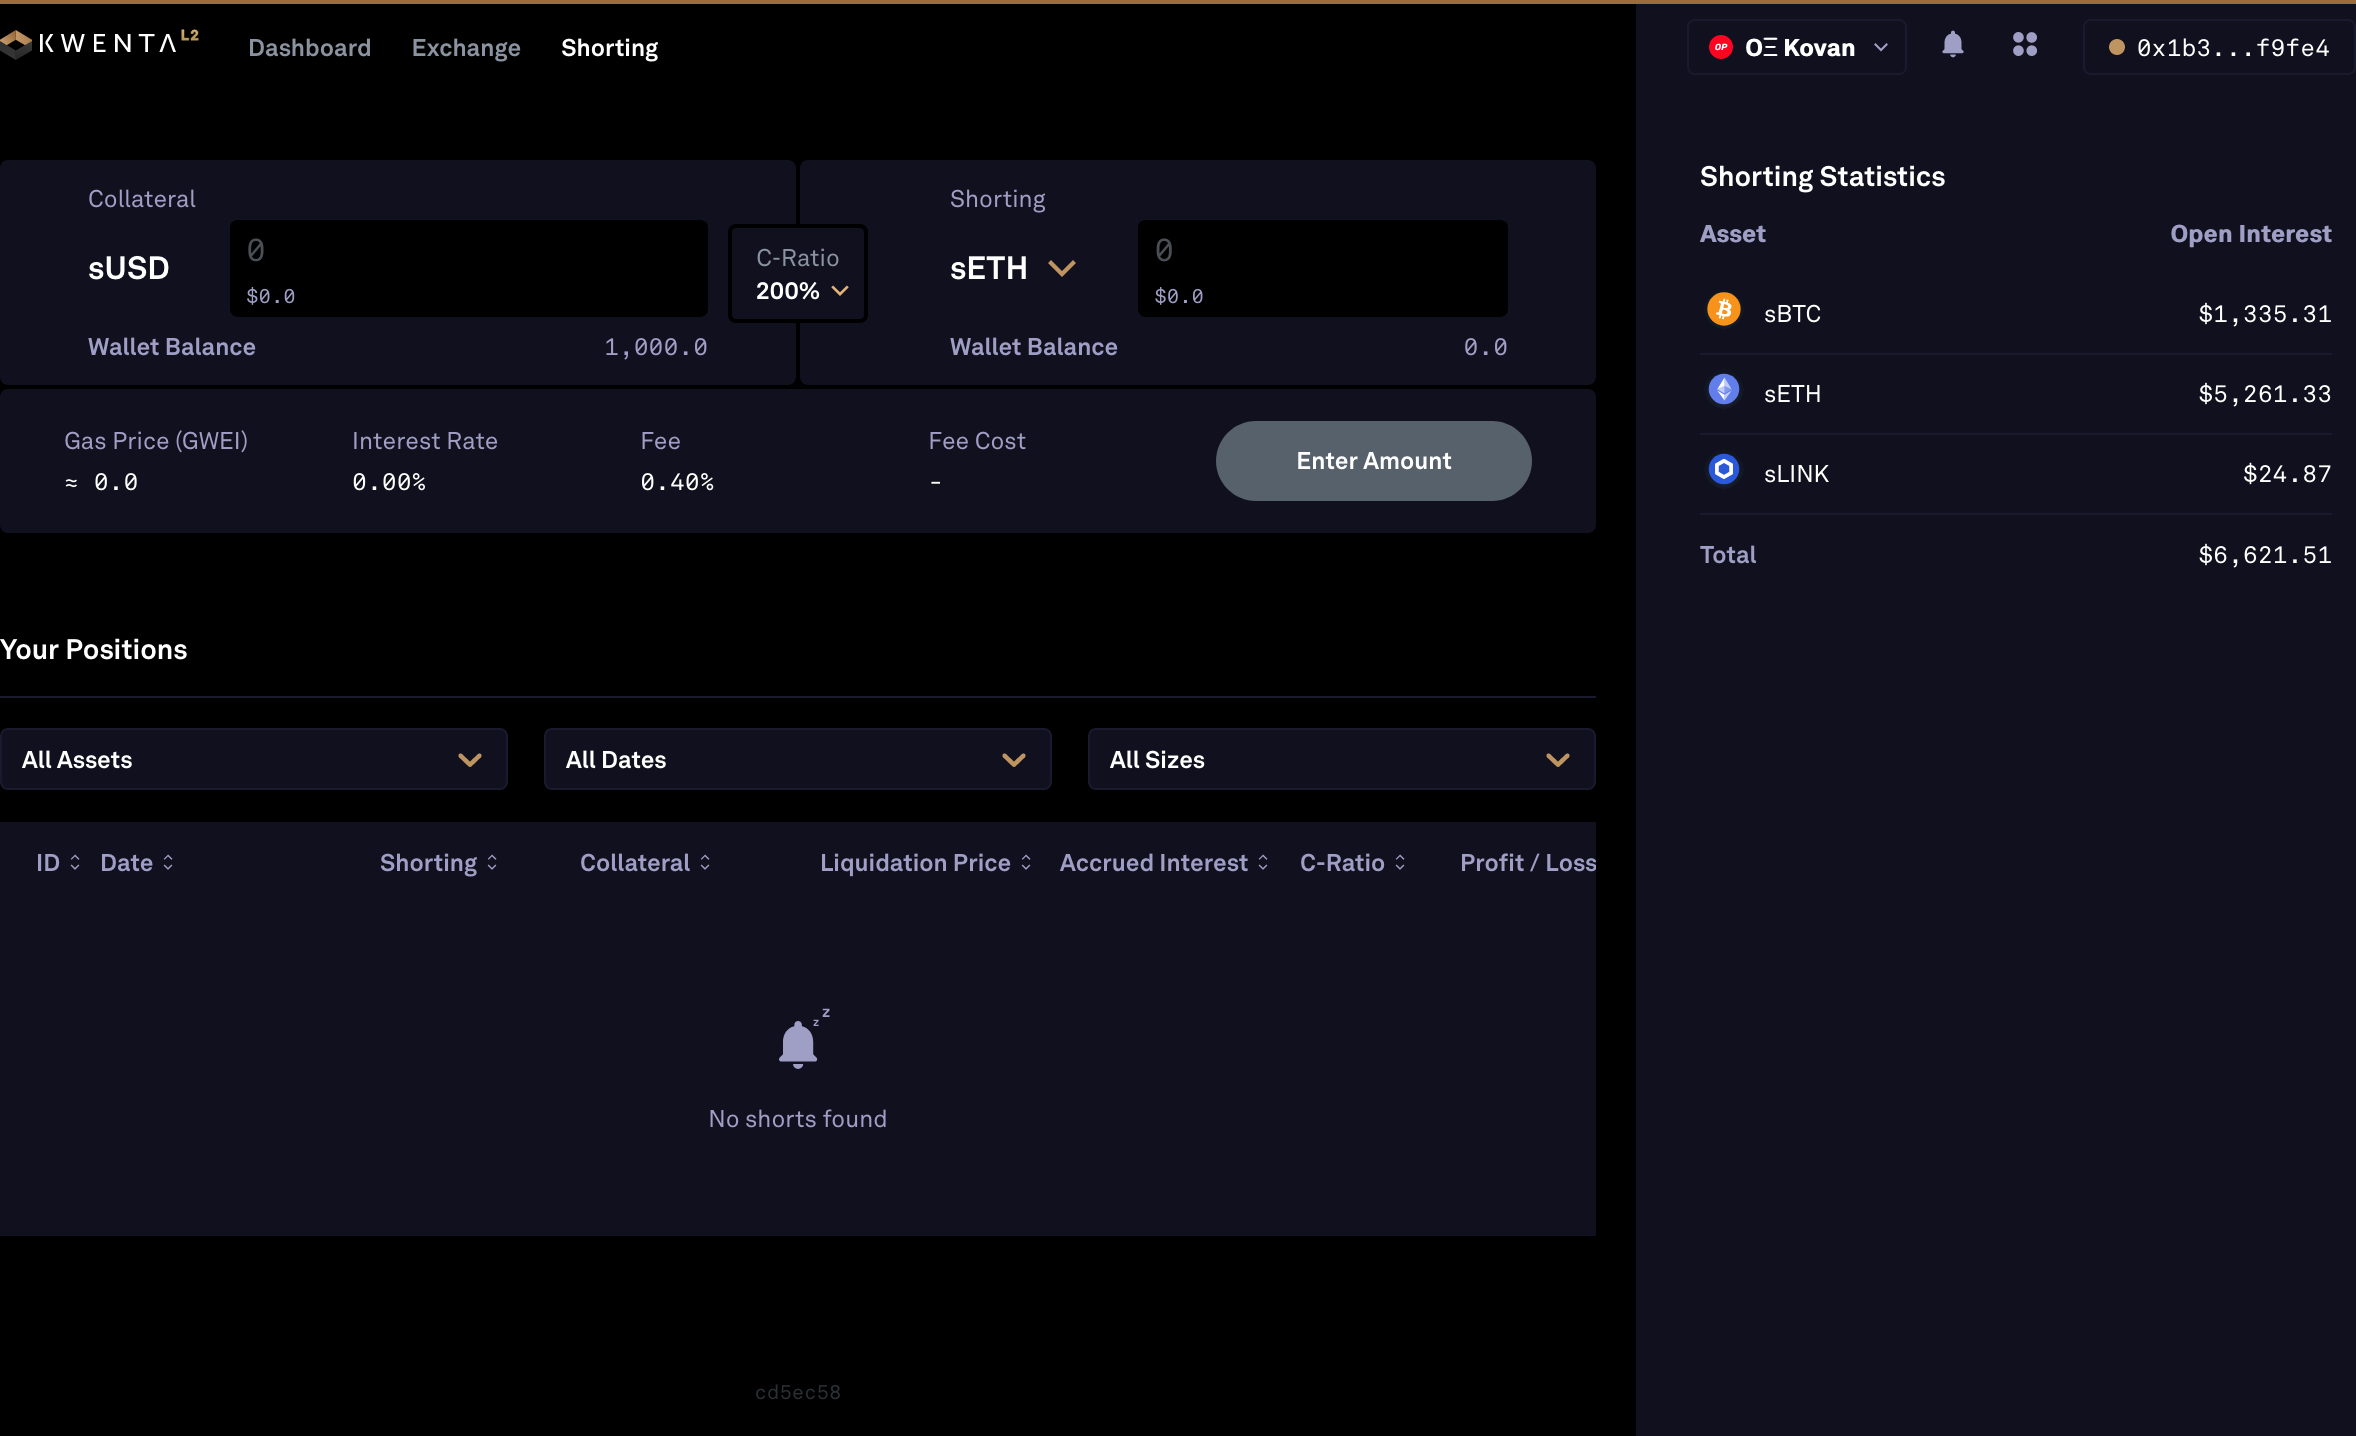 KWENTA L2 Dashboard Exchange Shorting
OP OΞ Kovan 0x1b3...f9fe4
Collateral
sUSD
0
$0.0
Wallet Balance 1,000.0
C-Ratio
200%
Shorting
sETH
0
$0.0
Wallet Balance 0.0
Gas Price (GWEI) Interest Rate Fee Fee Cost
≈ 0.0 0.00% 0.40% -
Enter Amount
Your Positions
All Assets All Dates All Sizes
ID Date Shorting Collateral Liquidation Price Accrued Interest C-Ratio Profit / Loss
z z
No shorts found
cd5ec58
Shorting Statistics
Asset Open Interest
sBTC $1,335.31
sETH $5,261.33
sLINK $24.87
Total $6,621.51